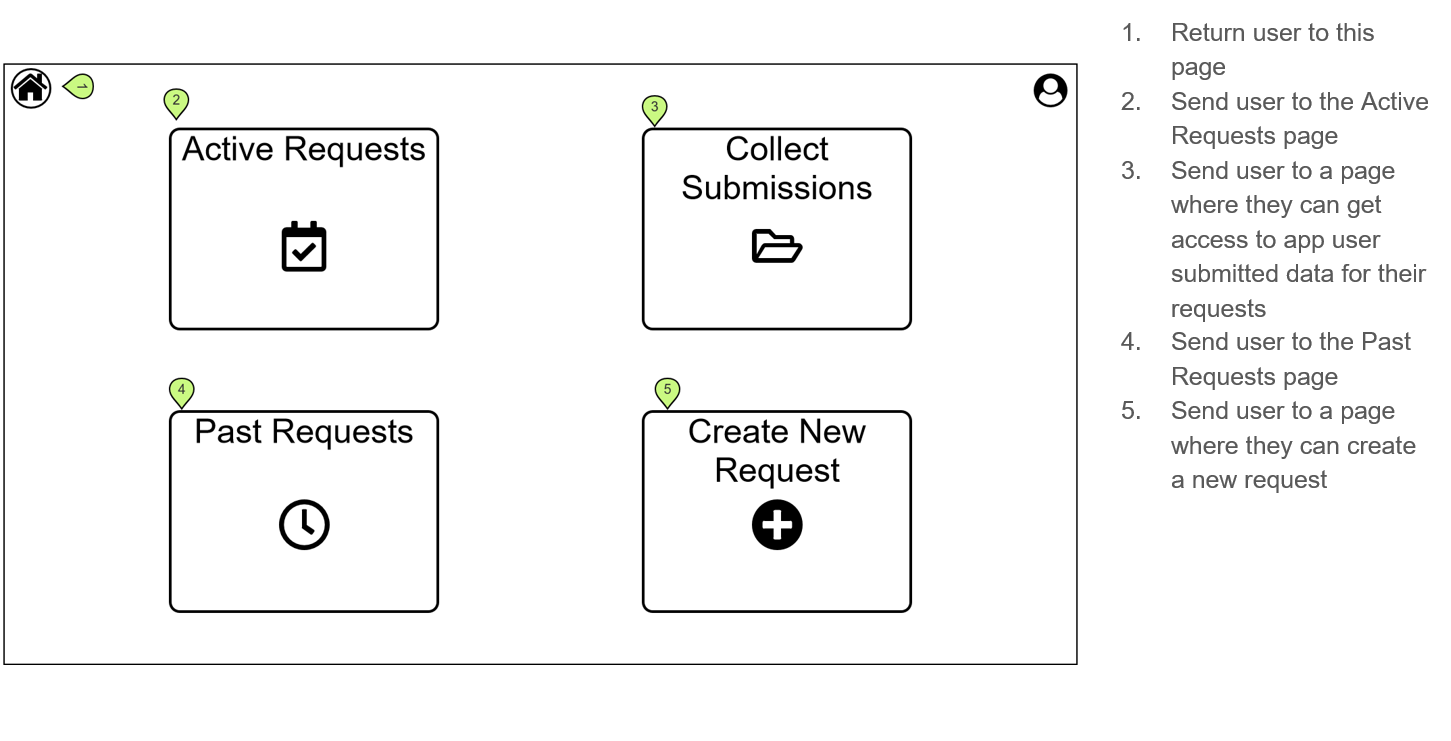 1
2
3
Active Requests
Collect
Submissions
4
5
Past Requests
Create New
Request
1. Return user to this
page
2. Send user to the Active
Requests page
3. Send user to a page
where they can get
access to app user
submitted data for their
requests
4. Send user to the Past
Requests page
5. Send user to a page
where they can create
a new request